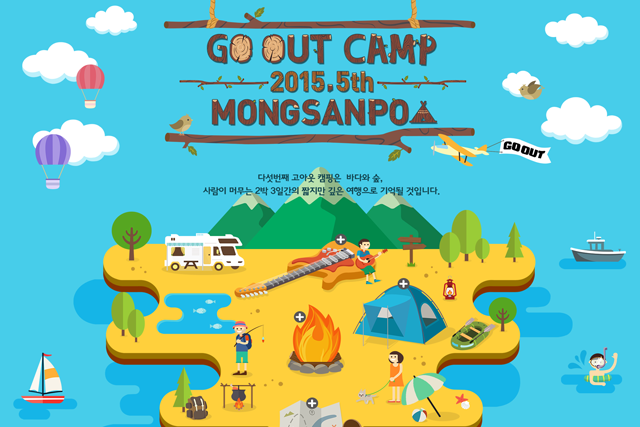 GO OUT CAMP
2015.5th
MONGSANPO
GO OUT
다섯번째 고아웃 캠핑은 바다와 숲,
사람이 머무는 2박 3일간의 짧지만 깊은 여행으로 기억될 것입니다.